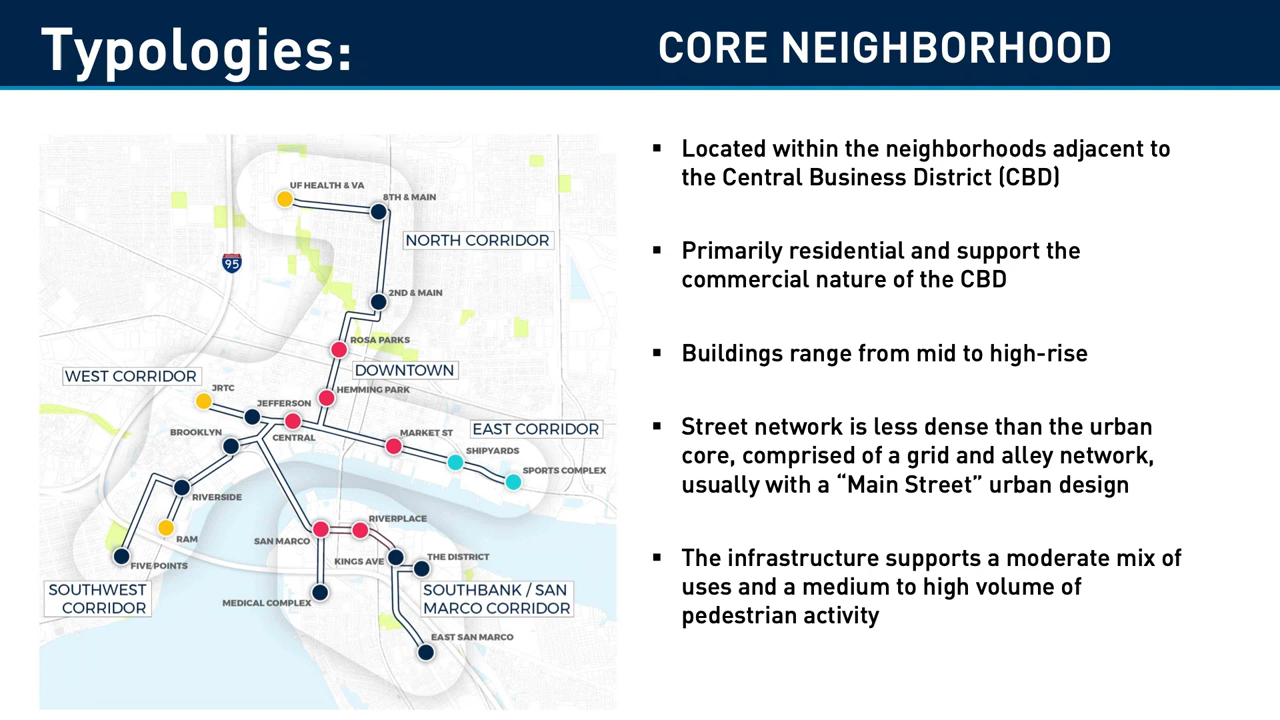 Typologies:
CORE NEIGHBORHOOD
UF HEALTH & VA
8TH & MAIN
NORTH CORRIDOR
95
2ND & MAIN
ROSA PARKS
DOWNTOWN
WEST CORRIDOR
JRTC
HEMMING PARK
JEFFERSON
BROOKLYN
CENTRAL
MARKET ST
EAST CORRIDOR
SHIPYARDS
SPORTS COMPLEX
RIVERSIDE
RAM
FIVE POINTS
SOUTHWEST
CORRIDOR
RIVERPLACE
SAN MARCO
KINGS AVE
THE DISTRICT
SOUTHBANK / SAN
MARCO CORRIDOR
MEDICAL COMPLEX
EAST SAN MARCO
▪ Located within the neighborhoods adjacent to
the Central Business District (CBD)
▪ Primarily residential and support the
commercial nature of the CBD
▪ Buildings range from mid to high-rise
▪ Street network is less dense than the urban
core, comprised of a grid and alley network,
usually with a “Main Street” urban design
▪ The infrastructure supports a moderate mix of
uses and a medium to high volume of
pedestrian activity